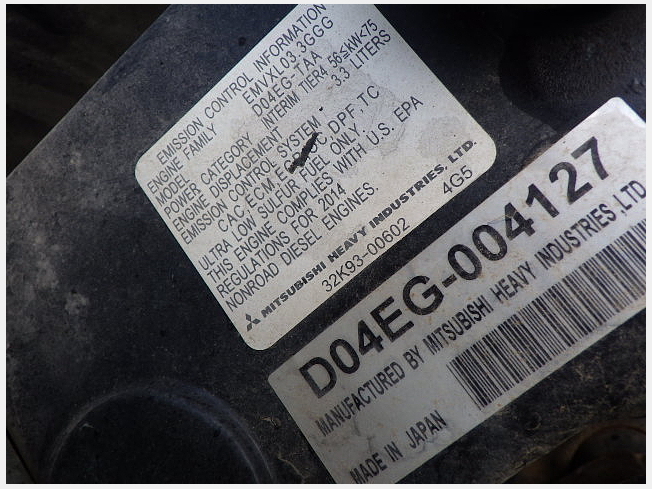 EMISSION CONTROL INFORMATION
ENGINE FAMILY EMVXL03.3GGG
MODEL D04EG-TAA
POWER CATEGORY INTERIM TIER4, 56≤kW<75
ENGINE DISPLACEMENT 3.3 LITERS
EMISSION CONTROL SYSTEM :
CAC, ECM, DPF, TC
ULTRA LOW SULFUR FUEL ONLY.
THIS ENGINE COMPLIES WITH U.S. EPA
REGULATIONS FOR 2014
NONROAD DIESEL ENGINES.
MITSUBISHI HEAVY INDUSTRIES, LTD.
32K93-00602 4G5
D04EG-004127
MANUFACTURED BY MITSUBISHI HEAVY INDUSTRIES, LTD
MADE IN JAPAN